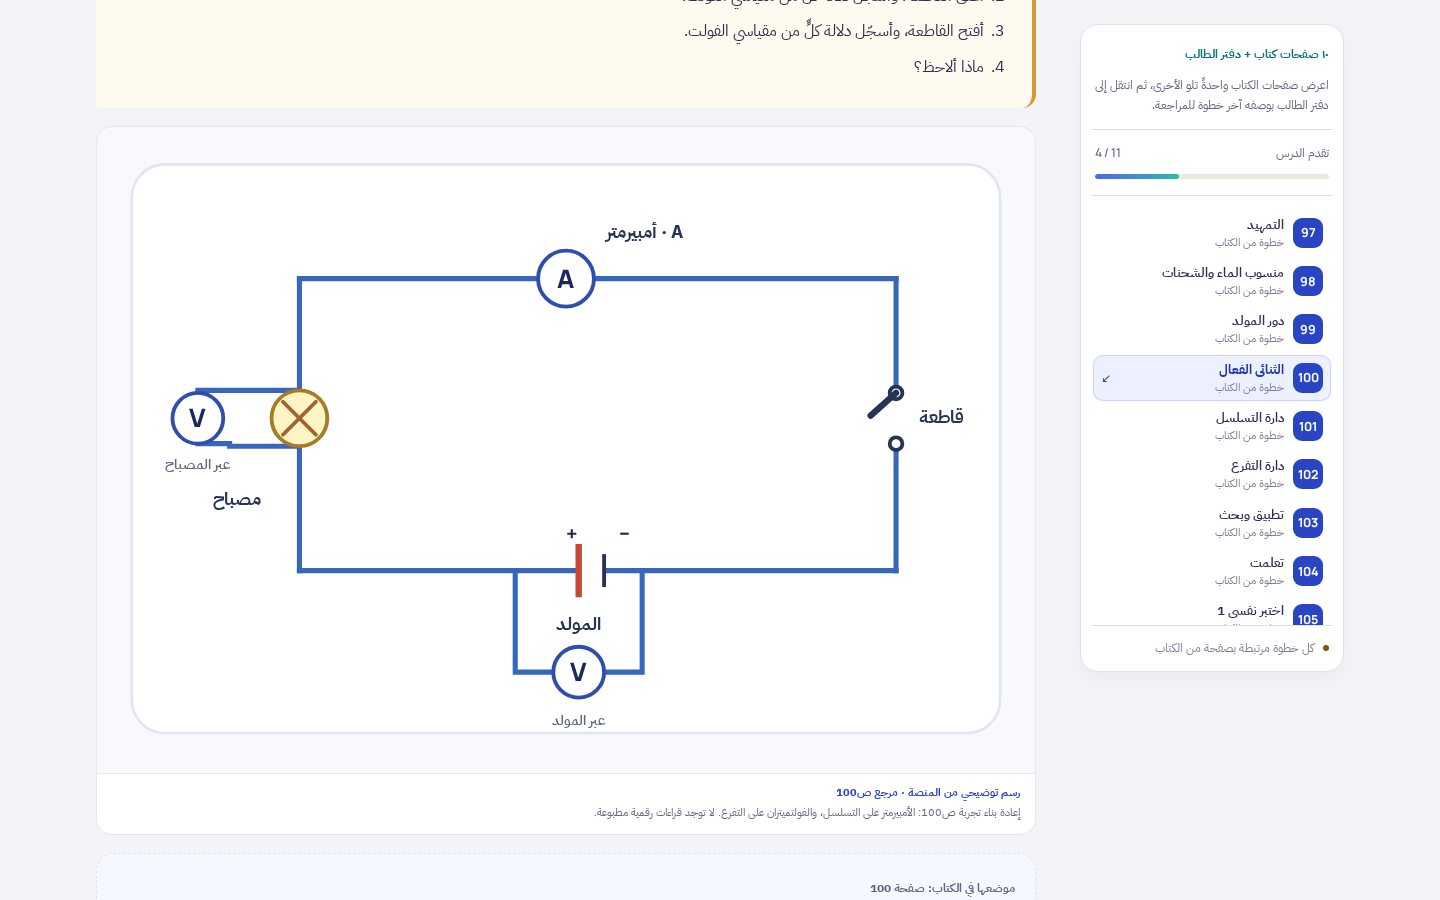 3. أفتح القاطعة، وأسجّل دلالة كلٍّ من مقياسي الفولت.
4. ماذا ألاحظ؟
A · أمبيرمتر
A
V
عبر المصباح
مصباح
قاطعة
+
−
المولد
V
عبر المولد
رسم توضيحي من المنصة · مرجع ص100
إعادة بناء تجربة ص100: الأمبيرمتر على التسلسل، والفولتميتران على التفرع. لا توجد قراءات رقمية مطبوعة.
موضعها في الكتاب: صفحة 100
١٠ صفحات كتاب + دفتر الطالب
اعرض صفحات الكتاب واحدةً تلو الأخرى، ثم انتقل إلى
دفتر الطالب بوصفه آخر خطوة للمراجعة.
تقدم الدرس
4 / 11
97
التمهيد
خطوة من الكتاب
98
منسوب الماء والشحنات
خطوة من الكتاب
99
دور المولد
خطوة من الكتاب
100
الثنائي الفعال
خطوة من الكتاب
↙
101
دارة التسلسل
خطوة من الكتاب
102
دارة التفرع
خطوة من الكتاب
103
تطبيق وبحث
خطوة من الكتاب
104
تعلمت
خطوة من الكتاب
105
اختبر نفسي 1
كل خطوة مرتبطة بصفحة من الكتاب